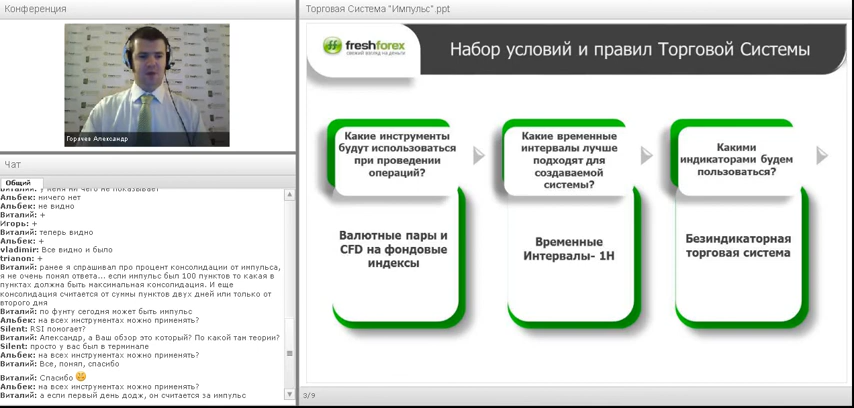 Конференция
Горачев Александр
Чат
Общий
Виталий: у меня ни чего не показывает
Альбек: ничего нет
Альбек: не видно
Виталий: +
Игорь: +
Виталий: теперь видно
Альбек: +
vladimir: Все видно и было
trianon: +
Виталий: ранее я спрашивал про процент консолидации от импульса,
я не очень понял ответа... если импульс был 100 пунктов то какая в
пунктах должна быть максимальная консолидация. И еще
консолидация считается от суммы пунктов двух дней или только от
второго дня
Виталий: по фунту сегодня может быть импульс
Альбек: на всех инструментах можно применять?
Silent: RSI помогает?
Виталий: Александр, а Ваш обзор это который? По какой там теории?
Silent: просто у вас был в терминале
Альбек: на всех инструментах можно применять?
Виталий: Все, понял, спасибо
Виталий: Спасибо
Альбек: на всех инструментах можно применять?
Виталий: а если первый день додж, он считается за импульс
Торговая Система "Импульс".ppt
freshforex
свежий взгляд на деньги
Набор условий и правил Торговой Системы
Какие инструменты
будут использоваться
при проведении
операций?
Валютные пары и
CFD на фондовые
индексы
Какие временные
интервалы лучше
подходят для
создаваемой
системы?
Временные
Интервалы- 1H
Какими
индикаторами будем
пользоваться?
Безиндикаторная
торговая система
3/9